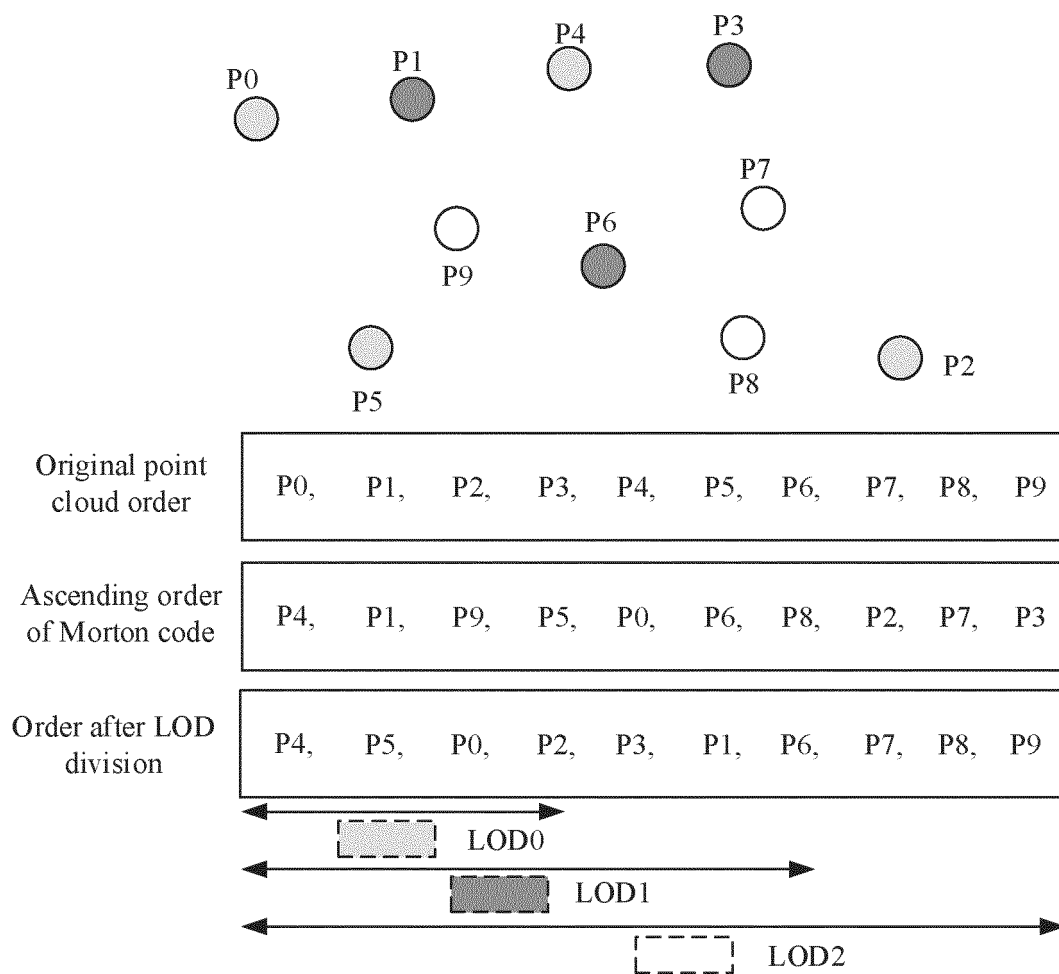 P4
P3
P1
P0
P7
P6
P9
P8
P2
P5
Original point
cloud order
P0, P1, P2, P3, P4, P5, P6, P7, P8, P9
Ascending order
of Morton code
P4, P1, P9, P5, P0, P6, P8, P2, P7, P3
Order after LOD
division
P4, P5, P0, P2, P3, P1, P6, P7, P8, P9
LOD0
LOD1
LOD2